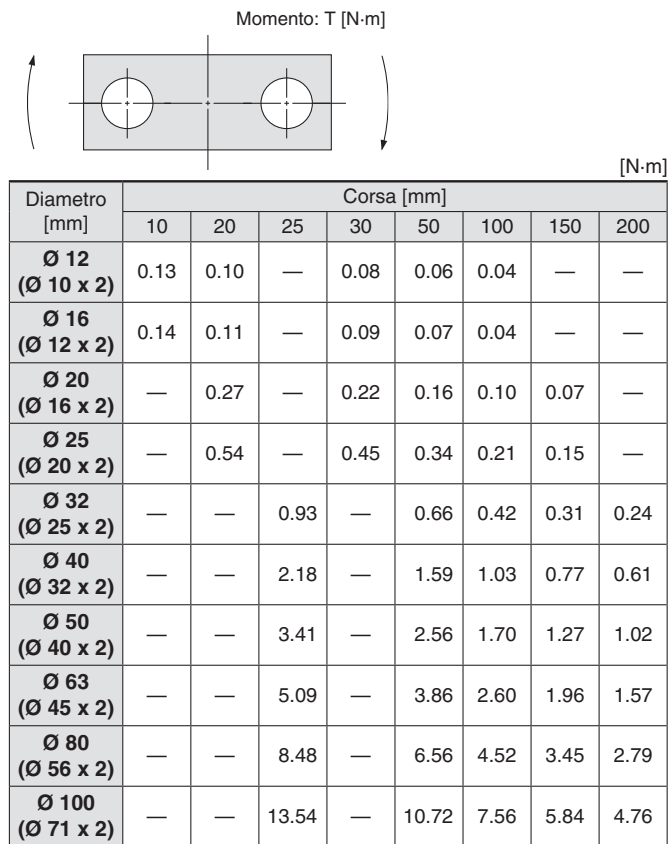 Momento: T [N·m]
[N·m]
Diametro [mm] Corsa [mm]
10 20 25 30 50 100 150 200
Ø 12 (Ø 10 x 2) 0.13 0.10 — 0.08 0.06 0.04 — —
Ø 16 (Ø 12 x 2) 0.14 0.11 — 0.09 0.07 0.04 — —
Ø 20 (Ø 16 x 2) — 0.27 — 0.22 0.16 0.10 0.07 —
Ø 25 (Ø 20 x 2) — 0.54 — 0.45 0.34 0.21 0.15 —
Ø 32 (Ø 25 x 2) — — 0.93 — 0.66 0.42 0.31 0.24
Ø 40 (Ø 32 x 2) — — 2.18 — 1.59 1.03 0.77 0.61
Ø 50 (Ø 40 x 2) — — 3.41 — 2.56 1.70 1.27 1.02
Ø 63 (Ø 45 x 2) — — 5.09 — 3.86 2.60 1.96 1.57
Ø 80 (Ø 56 x 2) — — 8.48 — 6.56 4.52 3.45 2.79
Ø 100 (Ø 71 x 2) — — 13.54 — 10.72 7.56 5.84 4.76